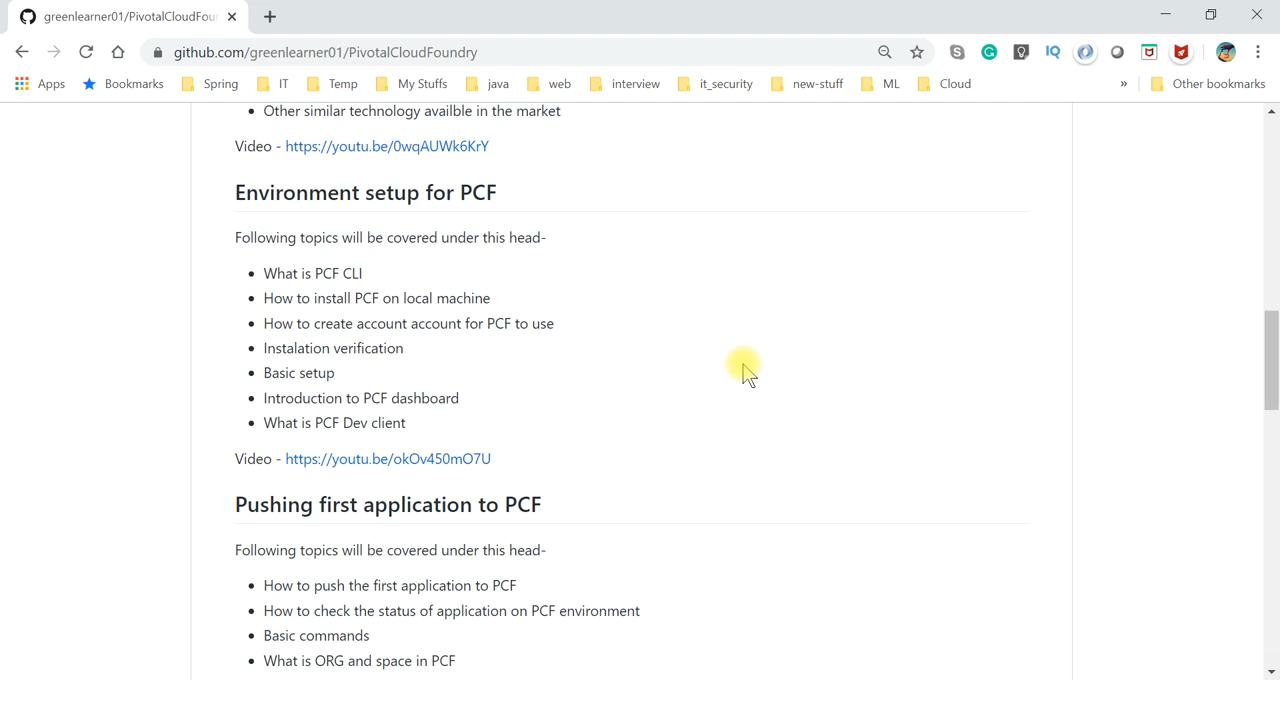 greenlearner01/PivotalCloudFou
github.com/greenlearner01/PivotalCloudFoundry
IQ
Apps Bookmarks Spring IT Temp My Stuffs java web interview it_security new-stuff ML Cloud » Other bookmarks
• Other similar technology availble in the market
Video - https://youtu.be/0wqAUWk6KrY
Environment setup for PCF
Following topics will be covered under this head-
• What is PCF CLI
• How to install PCF on local machine
• How to create account account for PCF to use
• Instalation verification
• Basic setup
• Introduction to PCF dashboard
• What is PCF Dev client
Video - https://youtu.be/okOv450mO7U
Pushing first application to PCF
Following topics will be covered under this head-
• How to push the first application to PCF
• How to check the status of application on PCF environment
• Basic commands
• What is ORG and space in PCF